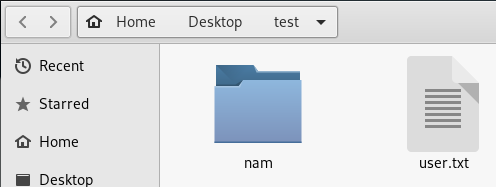 Home Desktop test
Recent
Starred
Home
Desktop
nam
user.txt